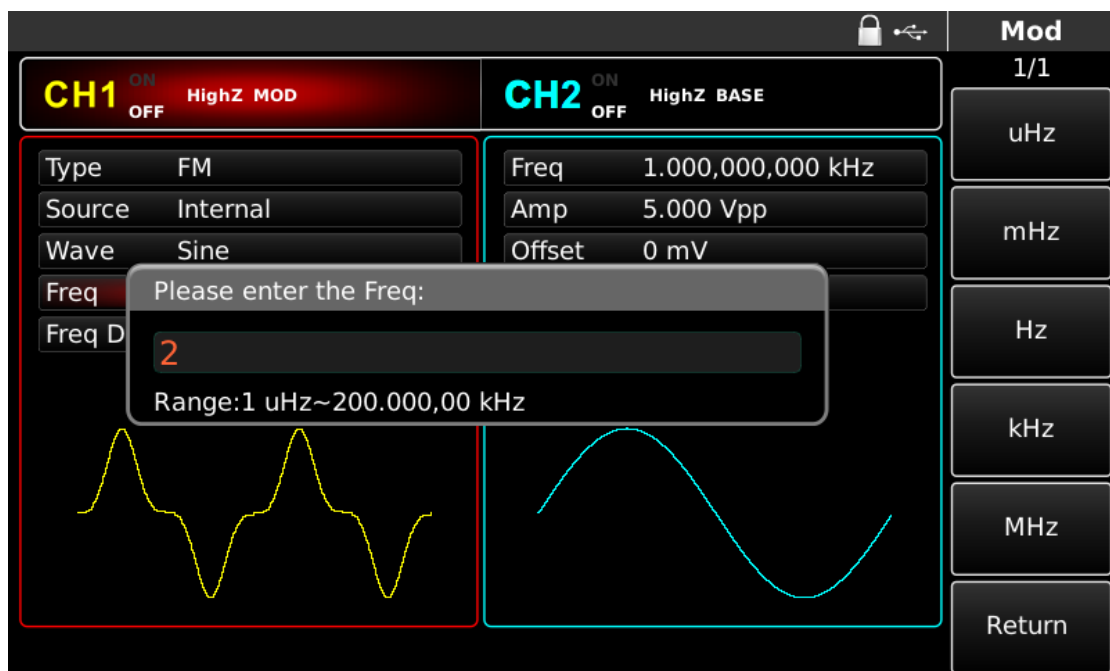 Mod
1/1
CH1 ON OFF HighZ MOD
CH2 ON OFF HighZ BASE
uHz
Type FM
Freq 1.000,000,000 kHz
Source Internal
Amp 5.000 Vpp
mHz
Wave Sine
Offset 0 mV
Freq
Please enter the Freq:
Freq D
2
Hz
Range:1 uHz~200.000,00 kHz
kHz
MHz
Return